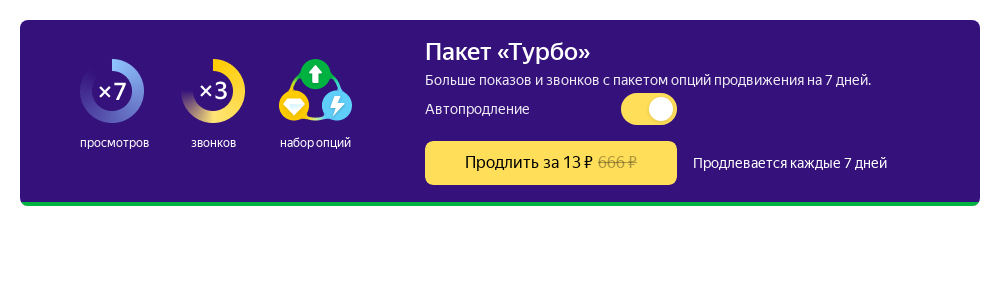 ×7
просмотров
×3
звонков
набор опций
Пакет «Турбо»
Больше показов и звонков с пакетом опций продвижения на 7 дней.
Автопродление
Продлить за 13 ₽ 666 ₽
Продлевается каждые 7 дней